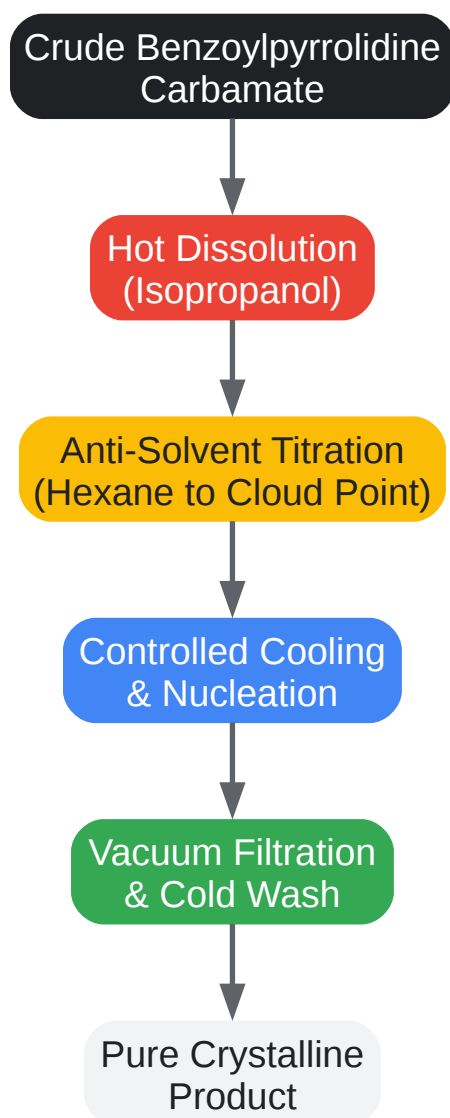 Crude Benzoylpyrrolidine
Carbamate
Hot Dissolution
(Isopropanol)
Anti-Solvent Titration
(Hexane to Cloud Point)
Controlled Cooling
& Nucleation
Vacuum Filtration
& Cold Wash
Pure Crystalline
Product